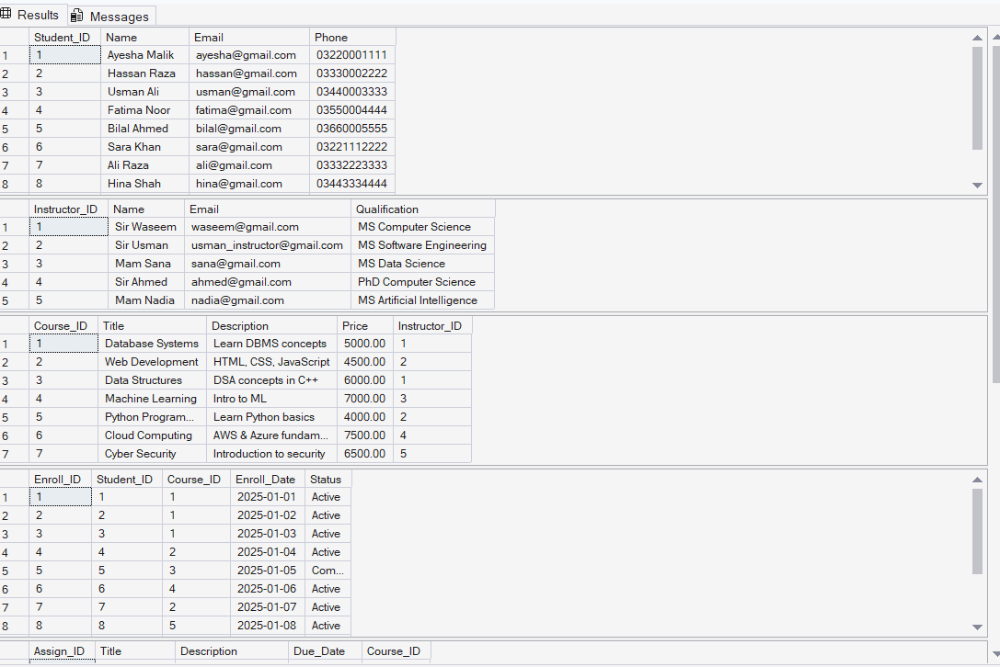 Results Messages
Student_ID Name Email Phone
1 1 Ayesha Malik ayesha@gmail.com 03220001111
2 2 Hassan Raza hassan@gmail.com 03330002222
3 3 Usman Ali usman@gmail.com 03440003333
4 4 Fatima Noor fatima@gmail.com 03550004444
5 5 Bilal Ahmed bilal@gmail.com 03660005555
6 6 Sara Khan sara@gmail.com 03221112222
7 7 Ali Raza ali@gmail.com 03332223333
8 8 Hina Shah hina@gmail.com 03443334444
Instructor_ID Name Email Qualification
1 1 Sir Waseem waseem@gmail.com MS Computer Science
2 2 Sir Usman usman_instructor@gmail.com MS Software Engineering
3 3 Mam Sana sana@gmail.com MS Data Science
4 4 Sir Ahmed ahmed@gmail.com PhD Computer Science
5 5 Mam Nadia nadia@gmail.com MS Artificial Intelligence
Course_ID Title Description Price Instructor_ID
1 1 Database Systems Learn DBMS concepts 5000.00 1
2 2 Web Development HTML, CSS, JavaScript 4500.00 2
3 3 Data Structures DSA concepts in C++ 6000.00 1
4 4 Machine Learning Intro to ML 7000.00 3
5 5 Python Program... Learn Python basics 4000.00 2
6 6 Cloud Computing AWS & Azure fundam... 7500.00 4
7 7 Cyber Security Introduction to security 6500.00 5
Enroll_ID Student_ID Course_ID Enroll_Date Status
1 1 1 1 2025-01-01 Active
2 2 2 1 2025-01-02 Active
3 3 3 1 2025-01-03 Active
4 4 4 2 2025-01-04 Active
5 5 5 3 2025-01-05 Com...
6 6 6 4 2025-01-06 Active
7 7 7 2 2025-01-07 Active
8 8 8 5 2025-01-08 Active
Assign_ID Title Description Due_Date Course_ID